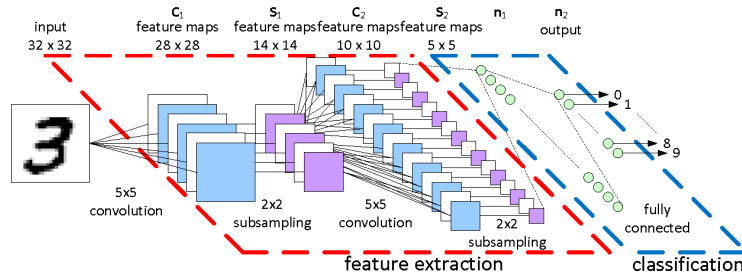 C1 S1 C2 S2 n1 n2
input feature maps feature maps feature maps feature maps output
32 x 32 28 x 28 14 x 14 10 x 10 5 x 5
0
1
3
8
9
5x5
convolution
2x2
subsampling
5x5
convolution
2x2
subsampling
fully
connected
feature extraction
classification